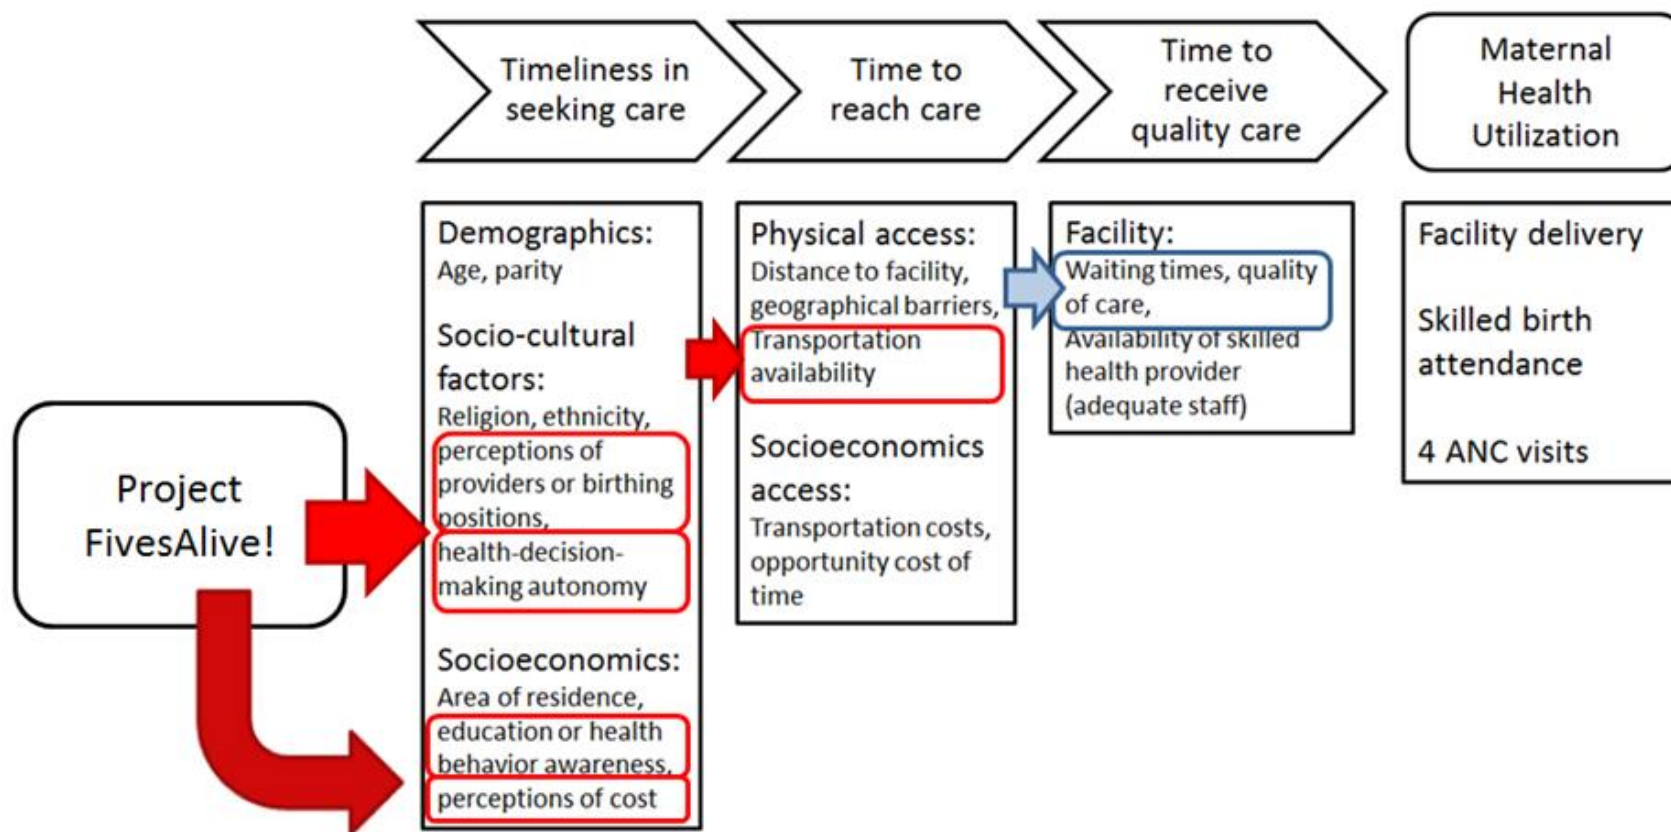 Timeliness in
seeking care
Time to
reach care
Time to
receive
quality care
Maternal
Health
Utilization
Project
FivesAlive!
Demographics:
Age, parity
Socio-cultural
factors:
Religion, ethnicity,
perceptions of
providers or birthing
positions,
health-decision-
making autonomy
Socioeconomics:
Area of residence,
education or health
behavior awareness,
perceptions of cost
Physical access:
Distance to facility,
geographical barriers,
Transportation
availability
Socioeconomics
access:
Transportation costs,
opportunity cost of
time
Facility:
Waiting times, quality
of care,
Availability of skilled
health provider
(adequate staff)
Facility delivery
Skilled birth
attendance
4 ANC visits